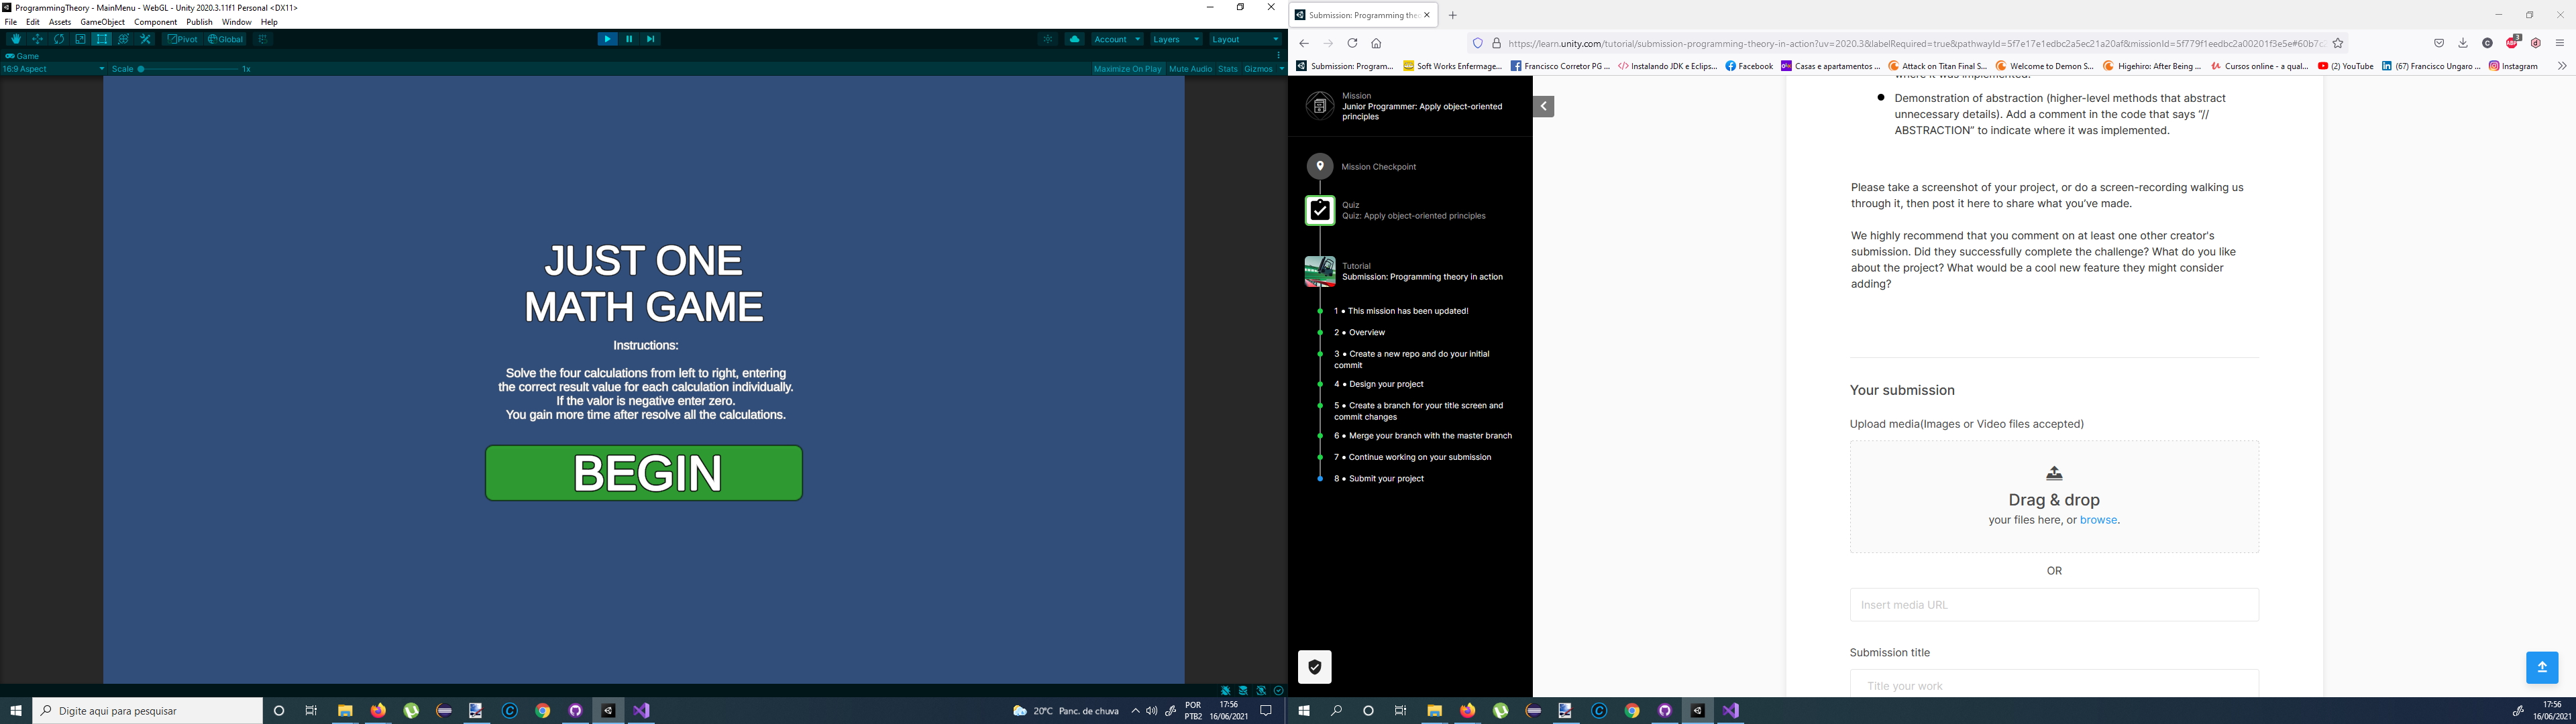 ProgrammingTheory - MainMenu - WebGL - Unity 2020.3.11f1 Personal <DX11>
File Edit Assets GameObject Component Publish Window Help
Pivot Global Account Layers Layout
Game
16:9 Aspect Scale 1x Maximize On Play Mute Audio Stats Gizmos
JUST ONE
MATH GAME
Instructions:
Solve the four calculations from left to right, entering
the correct result value for each calculation individually.
If the valor is negative enter zero.
You gain more time after resolve all the calculations.
BEGIN
Digite aqui para pesquisar
20°C Panc. de chuva
POR
PTB2
17:56
16/06/2021
Submission: Programming the
https://learn.unity.com/tutorial/submission-programming-theory-in-action?uv=2020.3&labelRequired=true&pathwayId=5f7e17e1edbc2a5ec21a20af&missionId=5f779f1eedbc2a00201f3e5e#60b7c
3
Submission: Program... Soft Works Enfermage... Francisco Corretor PG ... Instalando JDK e Eclips... Facebook Casas e apartamentos ... Attack on Titan Final S... Welcome to Demon S... Higehiro: After Being ... Cursos online - a qual... (2) YouTube (67) Francisco Ungaro ... Instagram
Mission
Junior Programmer: Apply object-oriented
principles
Mission Checkpoint
Quiz
Quiz: Apply object-oriented principles
Tutorial
Submission: Programming theory in action
1 • This mission has been updated!
2 • Overview
3 • Create a new repo and do your initial
commit
4 • Design your project
5 • Create a branch for your title screen and
commit changes
6 • Merge your branch with the master branch
7 • Continue working on your submission
8 • Submit your project
where it was implemented.
● Demonstration of abstraction (higher-level methods that abstract
unnecessary details). Add a comment in the code that says “//
ABSTRACTION” to indicate where it was implemented.
Please take a screenshot of your project, or do a screen-recording walking us
through it, then post it here to share what you've made.
We highly recommend that you comment on at least one other creator's
submission. Did they successfully complete the challenge? What do you like
about the project? What would be a cool new feature they might consider
adding?
Your submission
Upload media(Images or Video files accepted)
Drag & drop
your files here, or browse.
OR
Insert media URL
Submission title
Title your work
17:56
16/06/2021